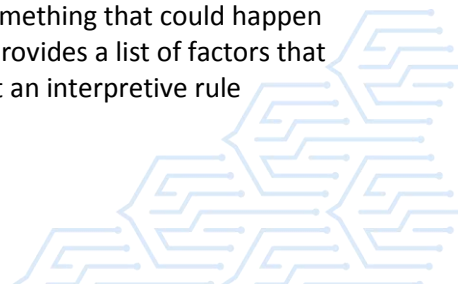 mething that could happen
rovides a list of factors that
t an interpretive rule